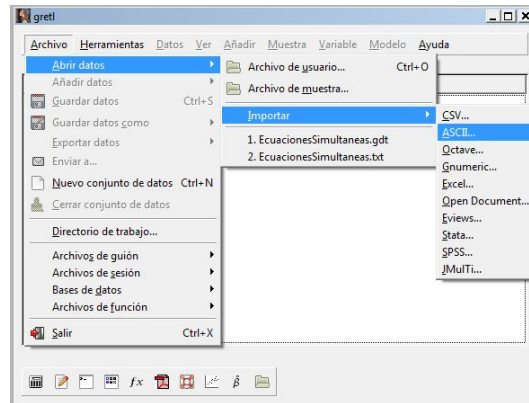 gretl
Archivo Herramientas Datos Ver Añadir Muestra Variable Modelo Ayuda
Abrir datos
Añadir datos
Guardar datos Ctrl+S
Guardar datos como
Exportar datos
Enviar a...
Nuevo conjunto de datos Ctrl+N
Cerrar conjunto de datos
Directorio de trabajo...
Archivos de guión
Archivos de sesión
Bases de datos
Archivos de función
Salir Ctrl+X
Archivo de usuario... Ctrl+O
Archivo de muestra...
Importar
1. EcuacionesSimultaneas.gdt
2. EcuacionesSimultaneas.txt
CSV...
ASCII...
Octave...
Gnumeric...
Excel...
Open Document...
Eviews...
Stata...
SPSS...
JMulTi...
fx β̂